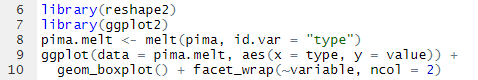 6 library(reshape2)
7 library(ggplot2)
8 pima.melt <- melt(pima, id.var = "type")
9 ggplot(data = pima.melt, aes(x = type, y = value)) +
10   geom_boxplot() + facet_wrap(~variable, ncol = 2)